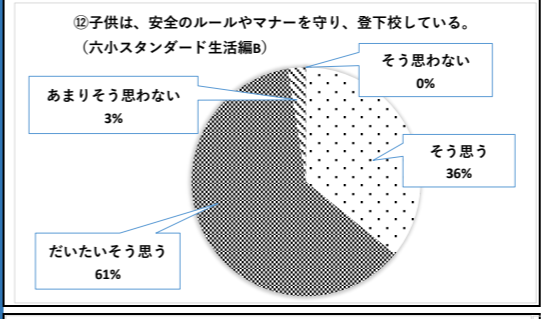 ⑫子供は、安全のルールやマナーを守り、登下校している。
（六小スタンダード生活編B）
そう思わない
0%
あまりそう思わない
3%
そう思う
36%
だいたいそう思う
61%